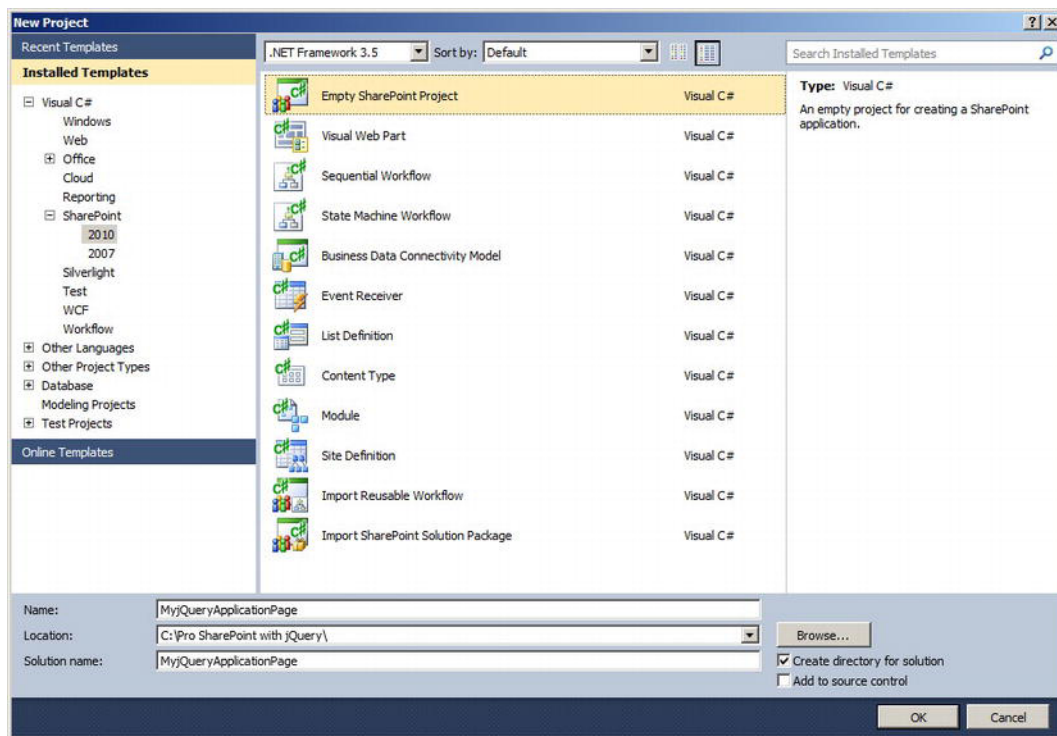 New Project
Recent Templates
Installed Templates
Visual C#
Windows
Web
Office
Cloud
Reporting
SharePoint
2010
2007
Silverlight
Test
WCF
Workflow
Other Languages
Other Project Types
Database
Modeling Projects
Test Projects
Online Templates
.NET Framework 3.5 Sort by: Default
Empty SharePoint Project Visual C#
Visual Web Part Visual C#
Sequential Workflow Visual C#
State Machine Workflow Visual C#
Business Data Connectivity Model Visual C#
Event Receiver Visual C#
List Definition Visual C#
Content Type Visual C#
Module Visual C#
Site Definition Visual C#
Import Reusable Workflow Visual C#
Import SharePoint Solution Package Visual C#
Search Installed Templates
Type: Visual C#
An empty project for creating a SharePoint
application.
Name: MyjQueryApplicationPage
Location: C:\Pro SharePoint with jQuery\ Browse...
Solution name: MyjQueryApplicationPage
Create directory for solution
Add to source control
OK Cancel